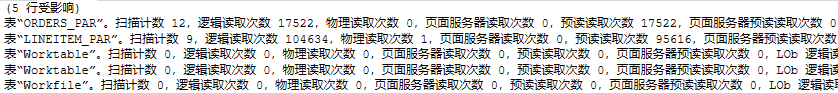 (5 行受影响)
表“ORDERS_PAR”。扫描计数 12, 逻辑读取次数 17522, 物理读取次数 0, 页面服务器读取次数 0, 预读读取次数 17522, 页面服务器预读读取次数 0
表“LINEITEM_PAR”。扫描计数 9, 逻辑读取次数 104634, 物理读取次数 1, 页面服务器读取次数 0, 预读读取次数 95616, 页面服务器预读读取次数
表“Worktable”。扫描计数 0, 逻辑读取次数 0, 物理读取次数 0, 页面服务器读取次数 0, 预读读取次数 0, 页面服务器预读读取次数 0, LOb 逻辑读
表“Worktable”。扫描计数 0, 逻辑读取次数 0, 物理读取次数 0, 页面服务器读取次数 0, 预读读取次数 0, 页面服务器预读读取次数 0, LOb 逻辑读
表“Workfile”。扫描计数 0, 逻辑读取次数 0, 物理读取次数 0, 页面服务器读取次数 0, 预读读取次数 0, 页面服务器预读读取次数 0, LOb 逻辑读